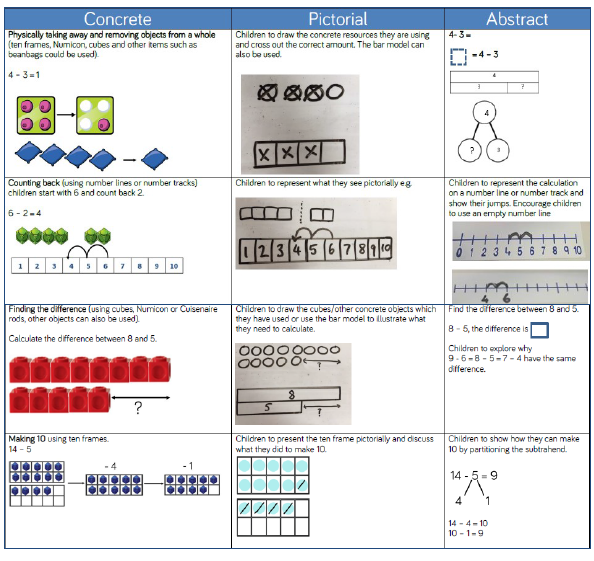 Concrete
Pictorial
Abstract
Physically taking away and removing objects from a whole
(ten frames, Numicon, cubes and other items such as
beanbags could be used).
4 - 3 = 1
Children to draw the concrete resources they are using
and cross out the correct amount. The bar model can
also be used.
X X X
4- 3 =
= 4 - 3
4
3 ?
4
? 3
Counting back (using number lines or number tracks)
children start with 6 and count back 2.
6 - 2 = 4
1 2 3 4 5 6 7 8 9 10
Children to represent what they see pictorially e.g.
1 2 3 4 5 6 7 8 9 10
Children to represent the calculation
on a number line or number track and
show their jumps. Encourage children
to use an empty number line
0 1 2 3 4 5 6 7 8 9 10
4 6
Finding the difference (using cubes, Numicon or Cuisenaire
rods, other objects can also be used).
Calculate the difference between 8 and 5.
?
Children to draw the cubes/other concrete objects which
they have used or use the bar model to illustrate what
they need to calculate.
?
8
5 ?
Find the difference between 8 and 5.
8 - 5, the difference is
Children to explore why
9 - 6 = 8 - 5 = 7 - 4 have the same
difference.
Making 10 using ten frames.
14 - 5
- 4 - 1
Children to present the ten frame pictorially and discuss
what they did to make 10.
Children to show how they can make
10 by partitioning the subtrahend.
14 - 5 = 9
4 1
14 - 4 = 10
10 - 1 = 9